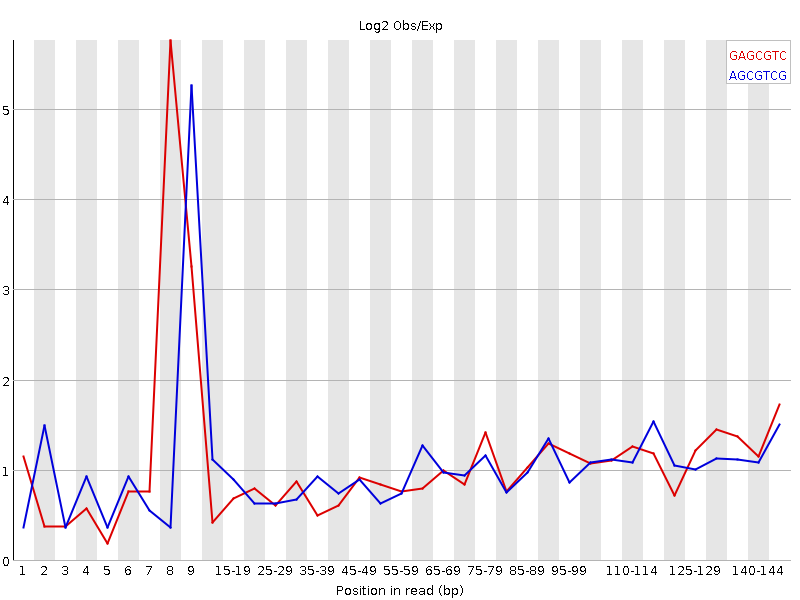 Log2 Obs/Exp
GAGCGTC
AGCGTCG
5
4
3
2
1
0
1 2 3 4 5 6 7 8 9 15-19 25-29 35-39 45-49 55-59 65-69 75-79 85-89 95-99 110-114 125-129 140-144
Position in read (bp)